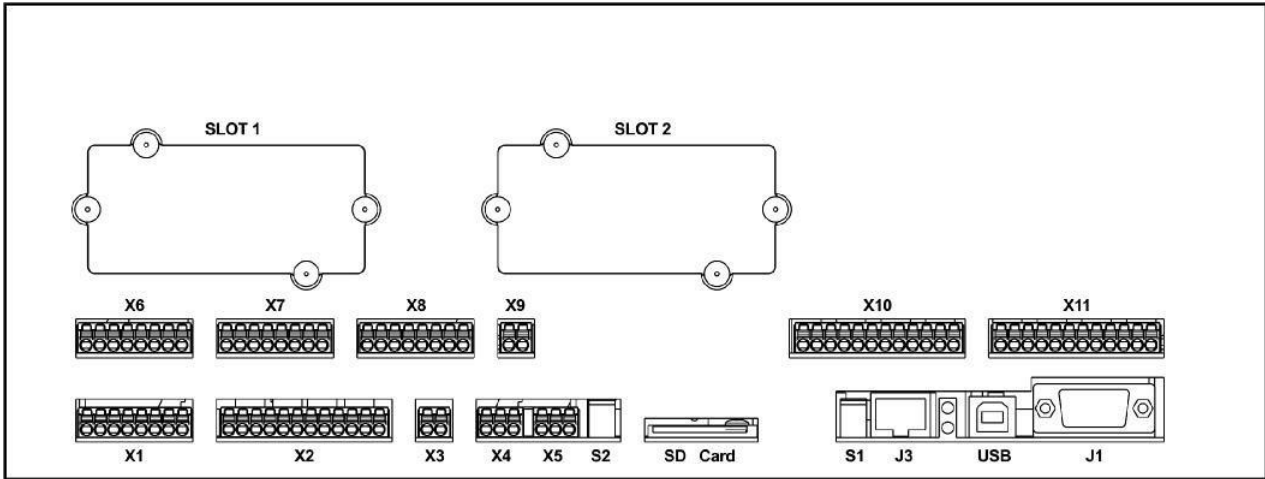 SLOT 1 SLOT 2
X6 X7 X8 X9 X10 X11
X1 X2 X3 X4 X5 S2 SD Card S1 J3 USB J1